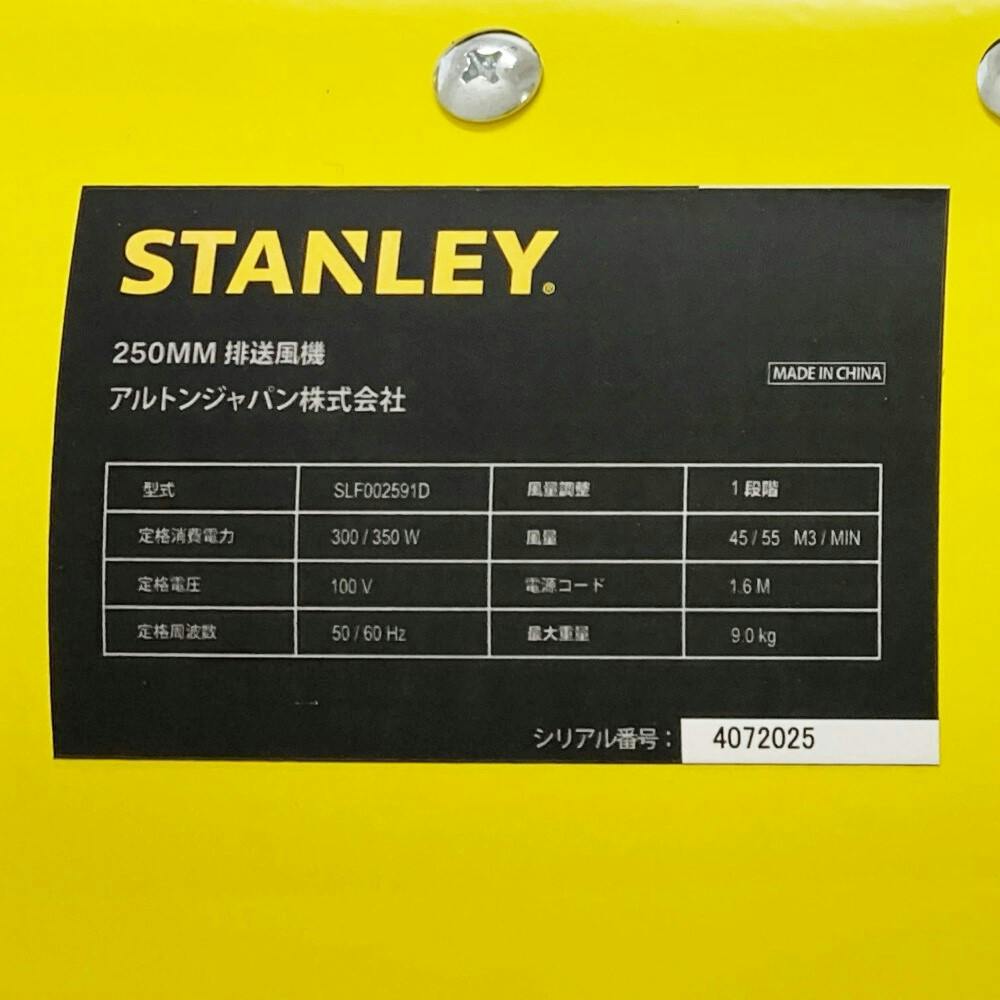 STANLEY®
250MM 排送風機
MADE IN CHINA
アルトンジャパン株式会社
型式 SLF002591D 風量調整 1 段階
定格消費電力 300 / 350 W 風量 45 / 55 M3 / MIN
定格電圧 100 V 電源コード 1.6 M
定格周波数 50 / 60 Hz 最大重量 9.0 kg
シリアル番号: 4072025